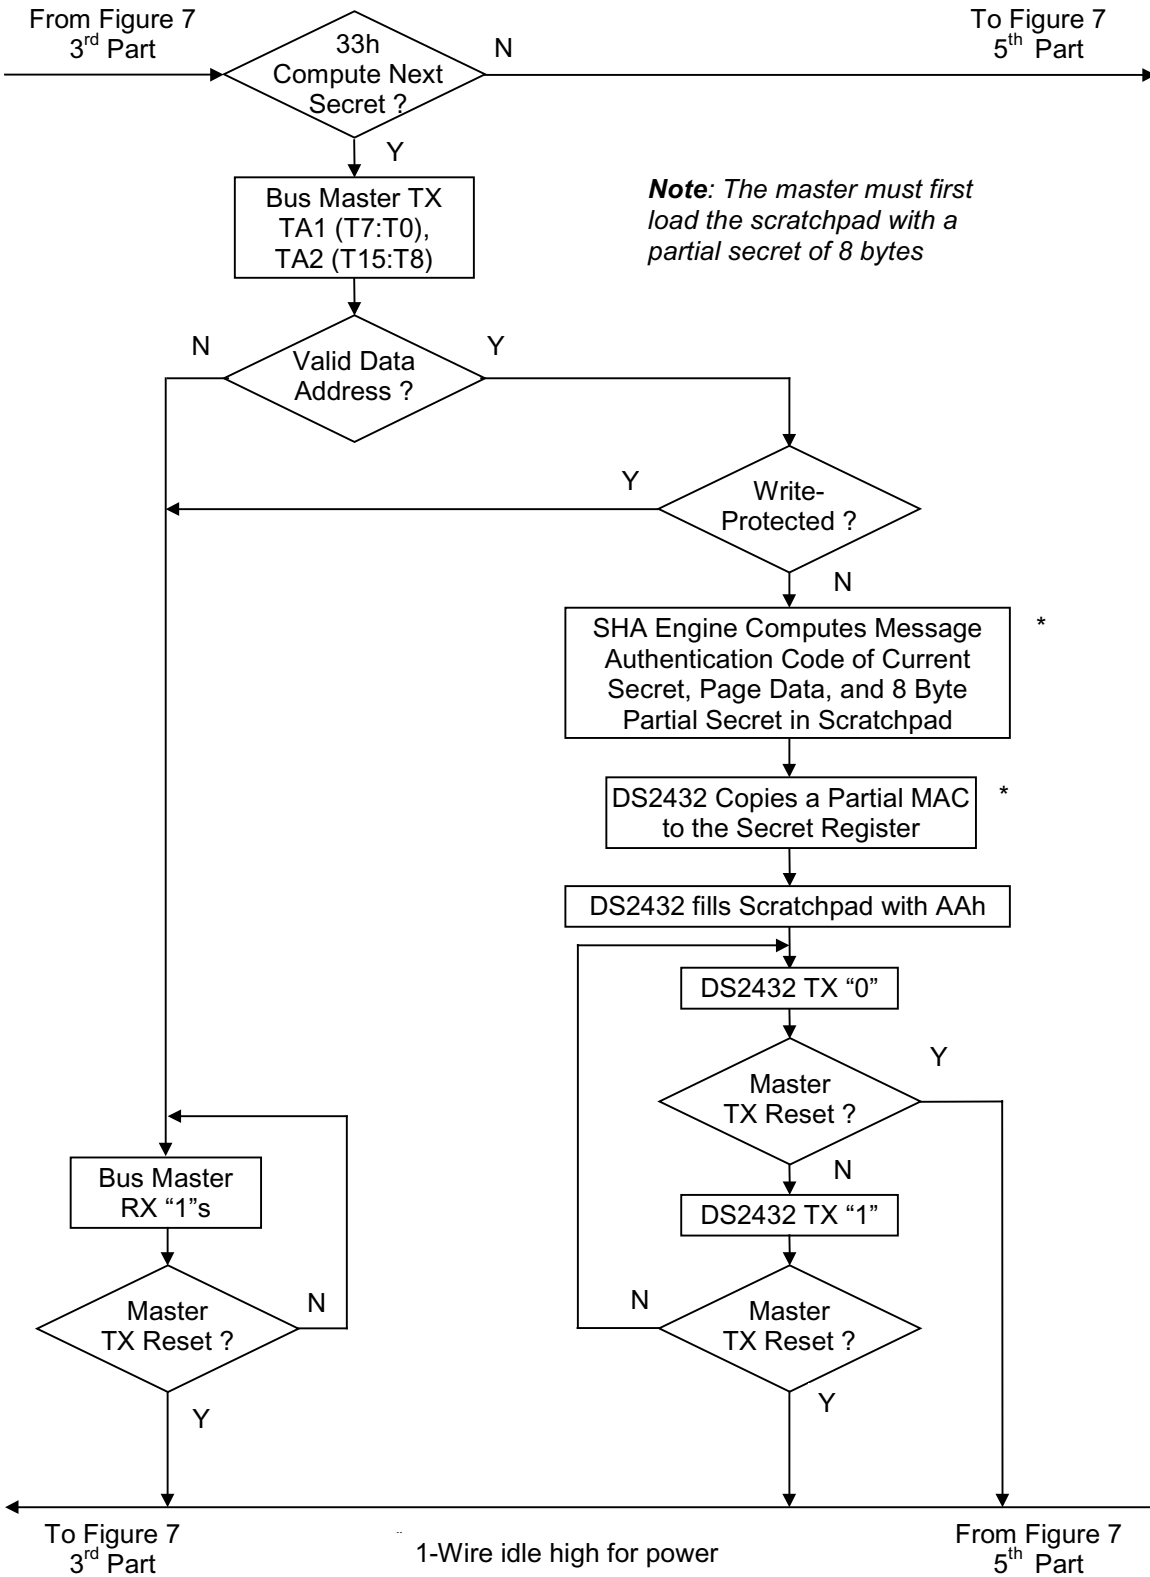 From Figure 7
3rd Part
To Figure 7
5th Part
33h
Compute Next
Secret ?
N
Y
Bus Master TX
TA1 (T7:T0),
TA2 (T15:T8)
Note: The master must first
load the scratchpad with a
partial secret of 8 bytes
N
Valid Data
Address ?
Y
Y
Write-
Protected ?
N
SHA Engine Computes Message
Authentication Code of Current
Secret, Page Data, and 8 Byte
Partial Secret in Scratchpad
*
DS2432 Copies a Partial MAC
to the Secret Register
*
DS2432 fills Scratchpad with AAh
DS2432 TX “0”
Master
TX Reset ?
Y
N
DS2432 TX “1”
Bus Master
RX “1”s
Master
TX Reset ?
N
Y
N
Master
TX Reset ?
Y
To Figure 7
3rd Part
1-Wire idle high for power
From Figure 7
5th Part